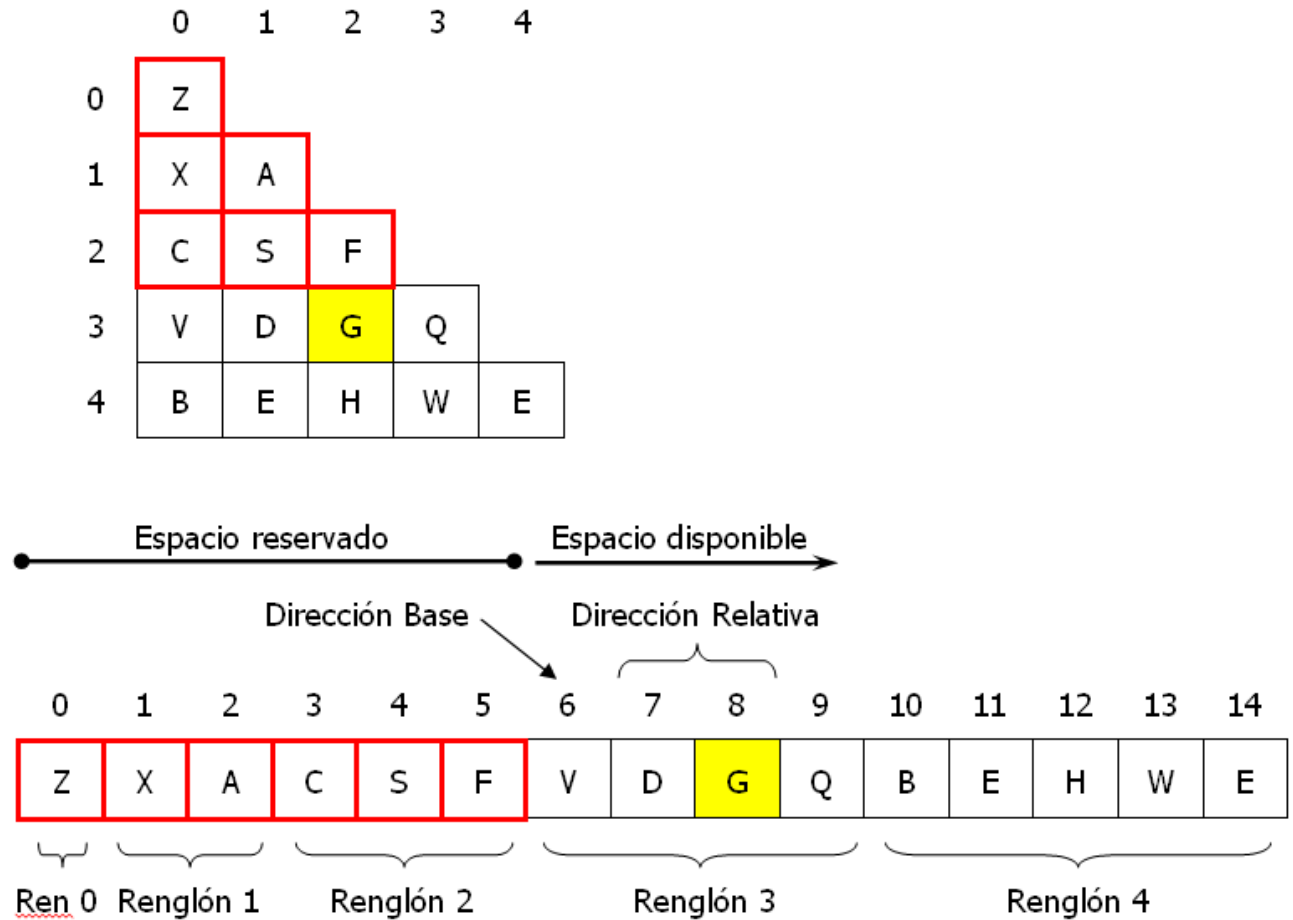 0 1 2 3 4
0 Z
1 X A
2 C S F
3 V D G Q
4 B E H W E
Espacio reservado Espacio disponible
Dirección Base Dirección Relativa
0 1 2 3 4 5 6 7 8 9 10 11 12 13 14
Z X A C S F V D G Q B E H W E
Ren 0 Renglón 1 Renglón 2 Renglón 3 Renglón 4